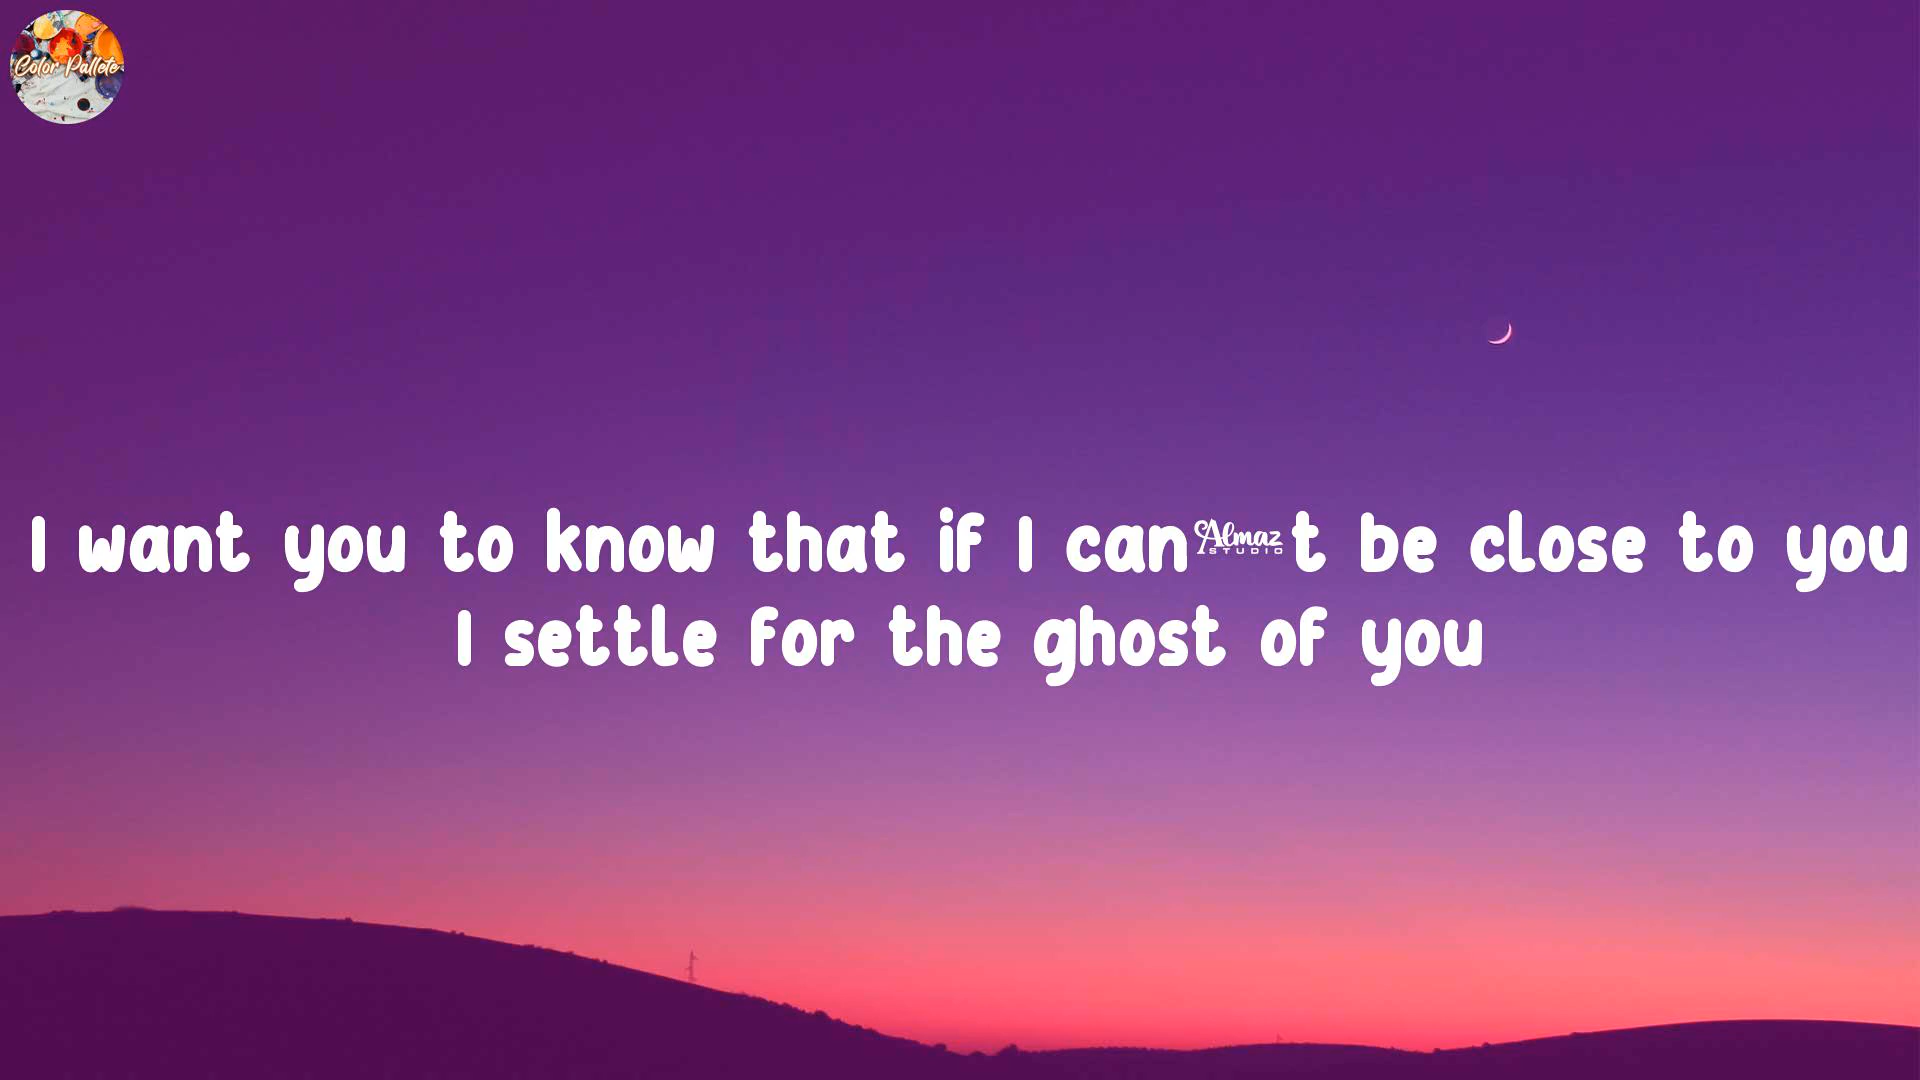 Color Pallete
I want you to know that if I can Almaz STUDIO t be close to you
I settle for the ghost of you